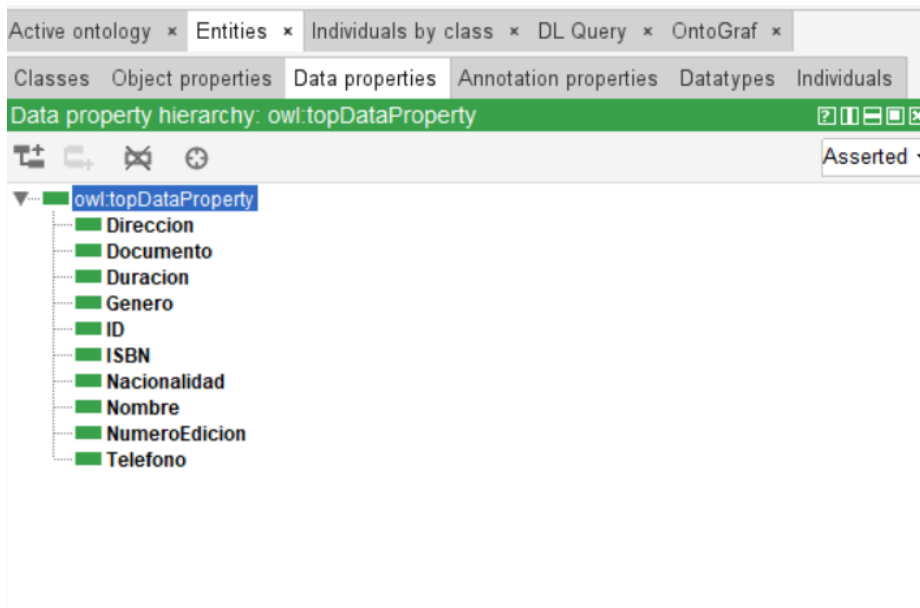 Active ontology × Entities × Individuals by class × DL Query × OntoGraf ×
Classes Object properties Data properties Annotation properties Datatypes Individuals
Data property hierarchy: owl:topDataProperty
Asserted
owl:topDataProperty
Direccion
Documento
Duracion
Genero
ID
ISBN
Nacionalidad
Nombre
NumeroEdicion
Telefono